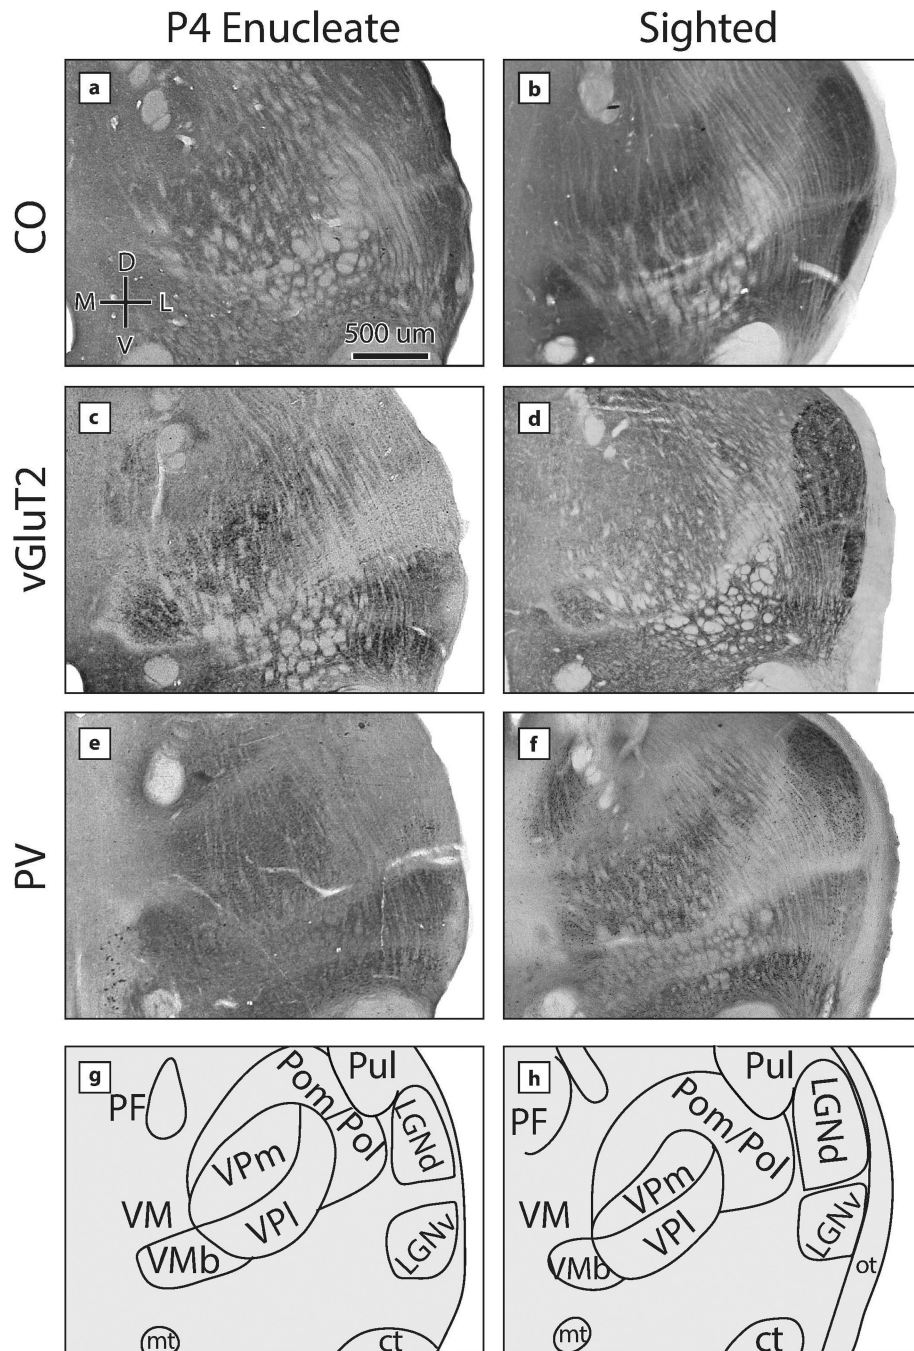 P4 Enucleate Sighted
a b
CO
D
M L
V
500 um
c d
vGluT2
e f
PV
g h
PF Pom/Pol Pul LGNd
VPm
VM VPl LGNv
VMb
mt ct
PF Pom/Pol Pul LGNd
VPm
VM VPl LGNv
VMb ot
mt ct